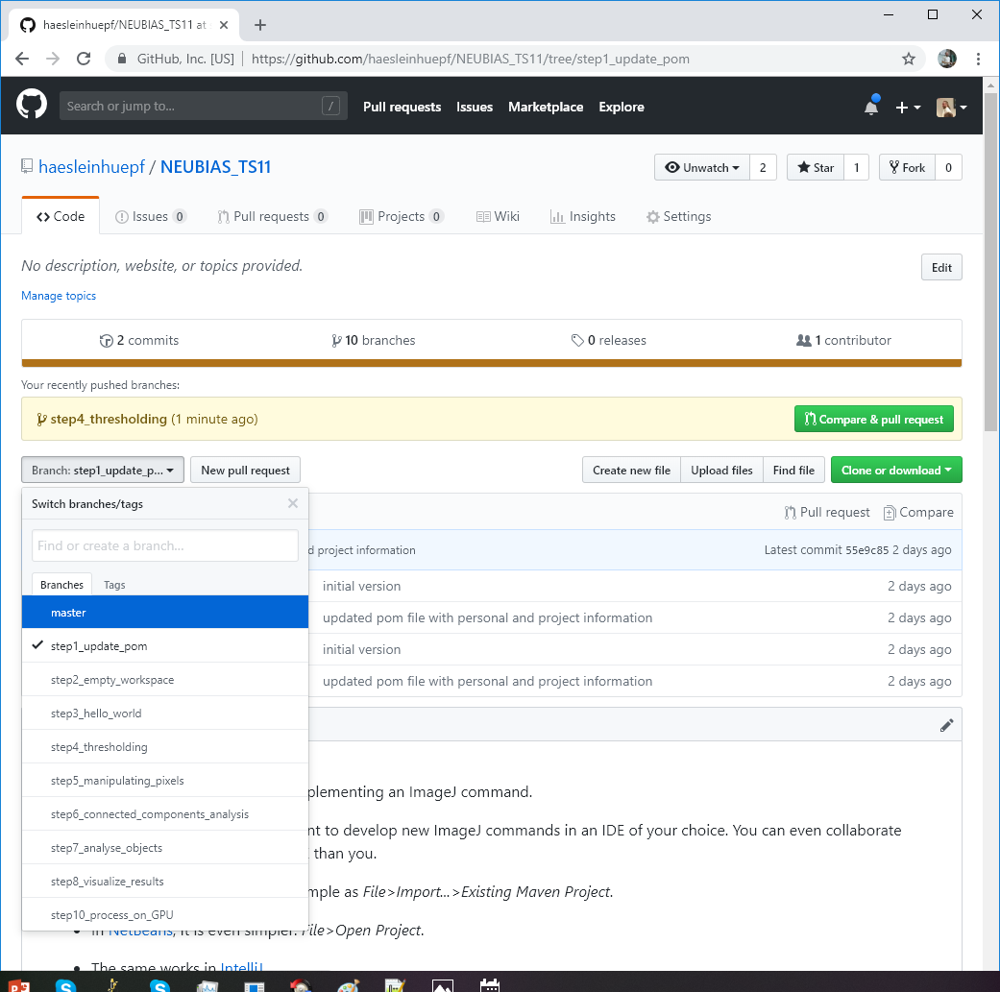 haesleinhuepf/NEUBIAS_TS11 at
GitHub, Inc. [US] https://github.com/haesleinhuepf/NEUBIAS_TS11/tree/step1_update_pom
Search or jump to... / Pull requests Issues Marketplace Explore
haesleinhuepf / NEUBIAS_TS11 Unwatch 2 Star 1 Fork 0
Code Issues 0 Pull requests 0 Projects 0 Wiki Insights Settings
No description, website, or topics provided. Edit
Manage topics
2 commits 10 branches 0 releases 1 contributor
Your recently pushed branches:
step4_thresholding (1 minute ago) Compare & pull request
Branch: step1_update_p... New pull request Create new file Upload files Find file Clone or download
Switch branches/tags
Pull request Compare
Find or create a branch...
d project information Latest commit 55e9c85 2 days ago
Branches Tags
initial version 2 days ago
master
updated pom file with personal and project information 2 days ago
step1_update_pom
initial version 2 days ago
step2_empty_workspace
updated pom file with personal and project information 2 days ago
step3_hello_world
step4_thresholding
step5_manipulating_pixels
plementing an ImageJ command.
step6_connected_components_analysis
nt to develop new ImageJ commands in an IDE of your choice. You can even collaborate
step7_analyse_objects
than you.
step8_visualize_results
mple as File>Import...>Existing Maven Project.
step10_process_on_GPU
In NetBeans, it is even simpler: File>Open Project.
The same works in IntelliJ.